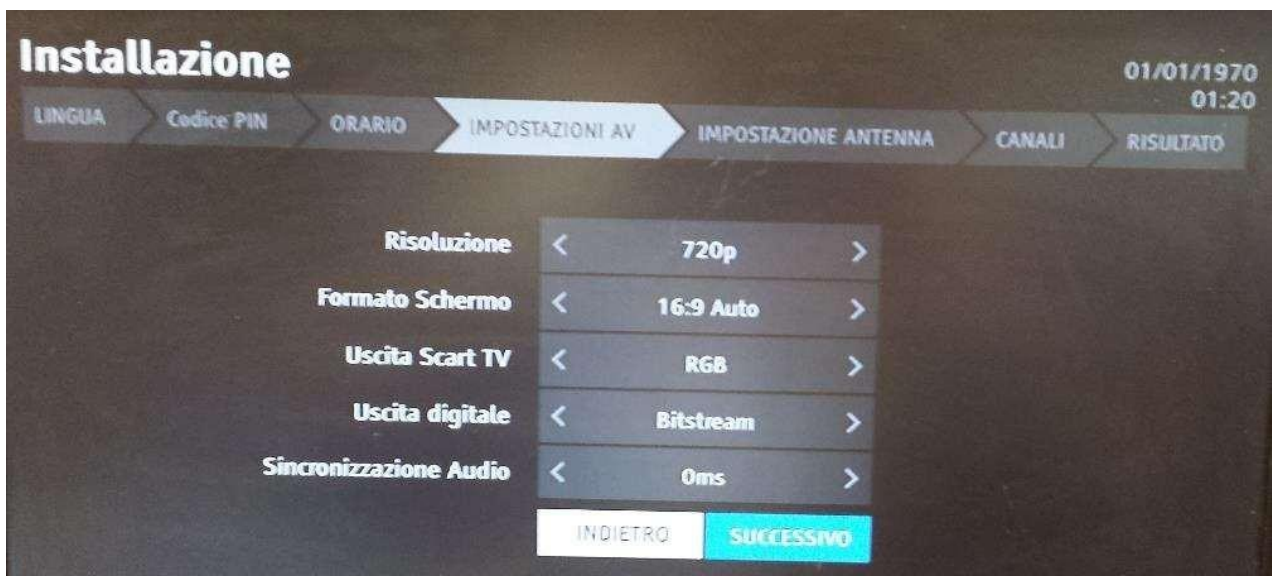 Installazione
01/01/1970
01:20
LINGUA Codice PIN ORARIO IMPOSTAZIONI AV IMPOSTAZIONE ANTENNA CANALI RISULTATO
Risoluzione < 720p >
Formato Schermo < 16:9 Auto >
Uscita Scart TV < RGB >
Uscita digitale < Bitstream >
Sincronizzazione Audio < 0ms >
INDIETRO SUCCESSIVO